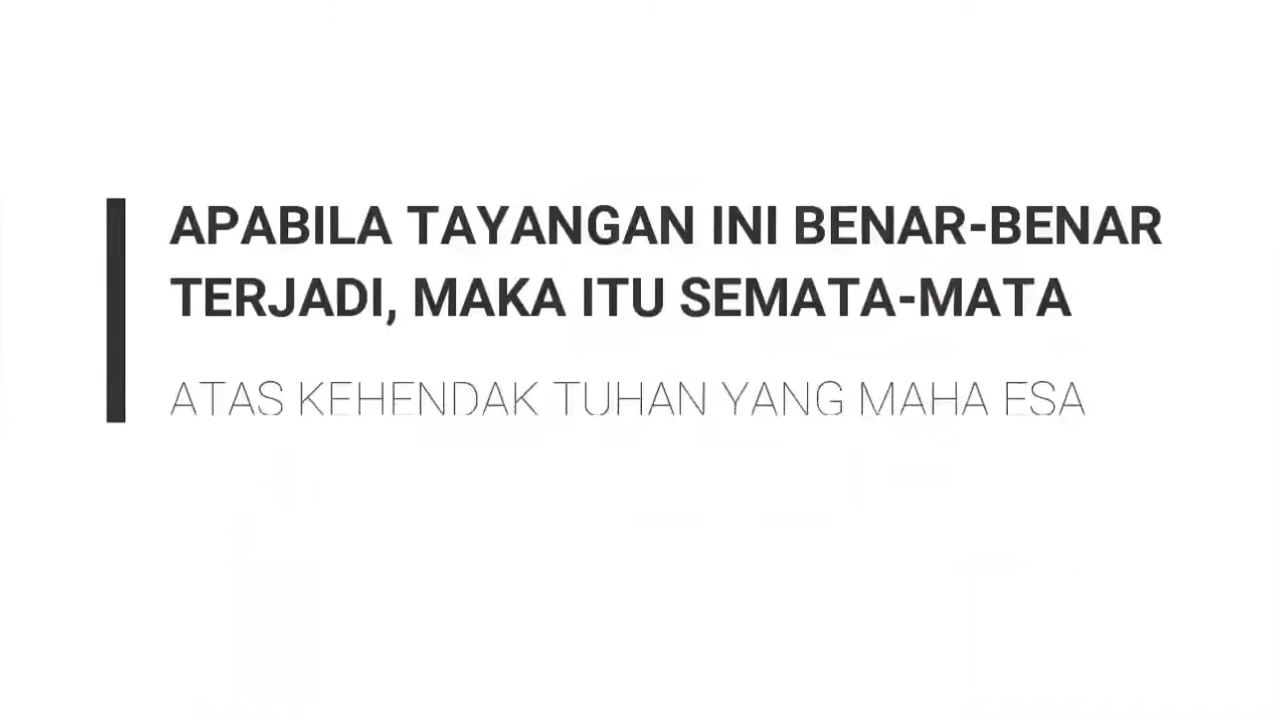 APABILA TAYANGAN INI BENAR-BENAR
TERJADI, MAKA ITU SEMATA-MATA
ATAS KEHENDAK TUHAN YANG MAHA ESA